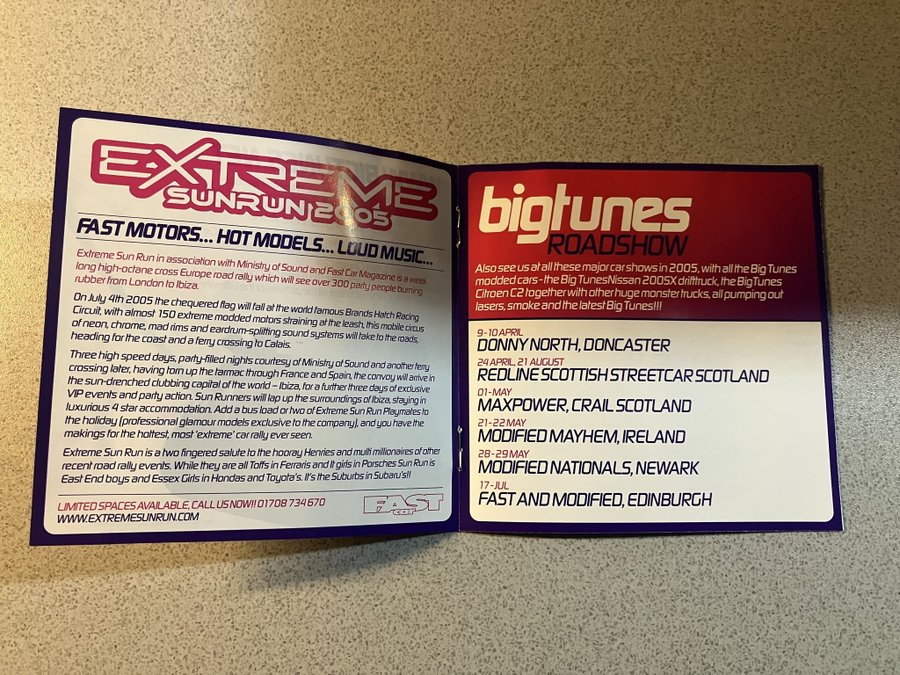 EXTREME
SUNRUN 2005
FAST MOTORS... HOT MODELS... LOUD MUSIC...
Extreme Sun Run in association with Ministry of Sound and Fast Car Magazine is a week
long high-octane cross Europe road rally which will see over 300 party people burning
rubber from London to Ibiza.
On July 4th 2005 the chequered flag will fall at the world famous Brands Hatch Racing
Circuit, with almost 150 extreme modded motors straining at the leash, this mobile circus
of neon, chrome, mad rims and eardrum-splitting sound systems will take to the roads,
heading for the coast and a ferry crossing to Calais.
Three high speed days, party-filled nights courtesy of Ministry of Sound and another ferry
crossing later, having torn up the tarmac through France and Spain, the convoy will arrive in
the sun-drenched clubbing capital of the world – Ibiza, for a further three days of exclusive
VIP events and party action. Sun Runners will lap up the surroundings of Ibiza, staying in
luxurious 4 star accommodation. Add a bus load or two of Extreme Sun Run Playmates to
the holiday (professional glamour models exclusive to the company), and you have the
makings for the hottest, most 'extreme' car rally ever seen.
Extreme Sun Run is a two fingered salute to the hooray Henries and multi millionaires of other
recent road rally events. While they are all Toffs in Ferraris and It girls in Porsches Sun Run is
East End boys and Essex Girls in Hondas and Toyota's. It's the Suburbs in Subaru's!!
LIMITED SPACES AVAILABLE, CALL US NOW!! 01708 734 670
WWW.EXTREMESUNRUN.COM
FAST
CAR
bigtunes
ROADSHOW
Also see us at all these major car shows in 2005, with all the Big Tunes
modded cars - the Big TunesNissan 200SX drifttruck, the BigTunes
Citroen C2 together with other huge monster trucks, all pumping out
lasers, smoke and the latest Big Tunes!!!
9-10 APRIL
DONNY NORTH, DONCASTER
24 APRIL, 21 AUGUST
REDLINE SCOTTISH STREETCAR SCOTLAND
01-MAY
MAXPOWER, CRAIL SCOTLAND
21-22 MAY
MODIFIED MAYHEM, IRELAND
28-29 MAY
MODIFIED NATIONALS, NEWARK
17-JUL
FAST AND MODIFIED, EDINBURGH